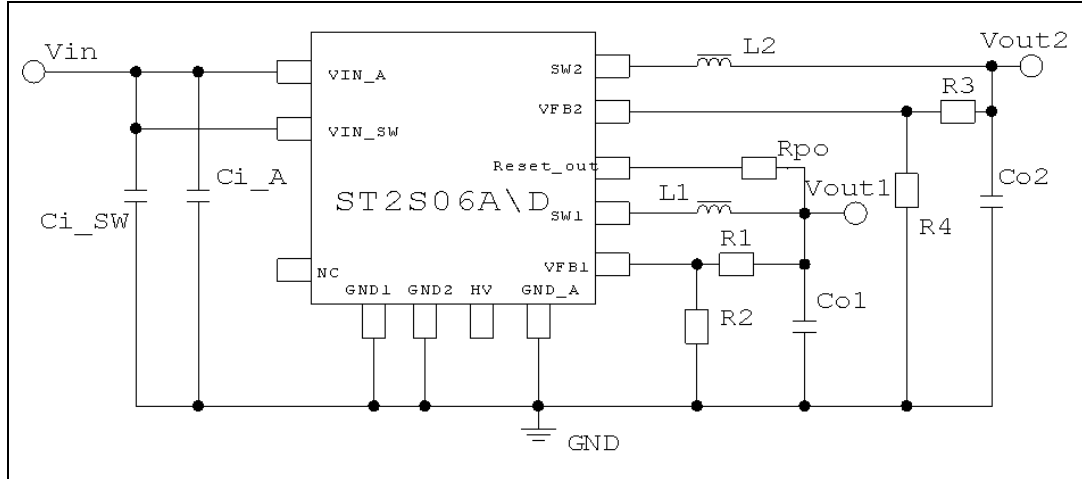 Vin
VIN_A
VIN_SW
Ci_SW
Ci_A
ST2S06A\D
NC
GND1
GND2
HV
GND_A
SW2
VFB2
Reset_out
SW1
VFB1
L2
Vout2
R3
Rpo
Vout1
L1
R4
Co2
R1
R2
Co1
GND